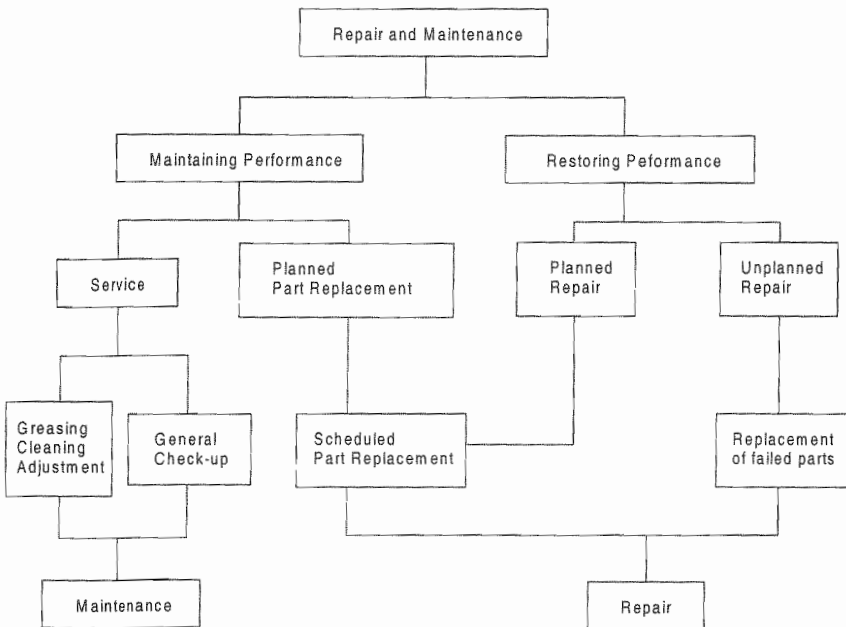 Repair and Maintenance
Maintaining Performance
Restoring Peformance
Service
Planned
Part Replacement
Planned
Repair
Unplanned
Repair
Greasing
Cleaning
Adjustment
General
Check-up
Scheduled
Part Replacement
Replacement
of failed parts
Maintenance
Repair